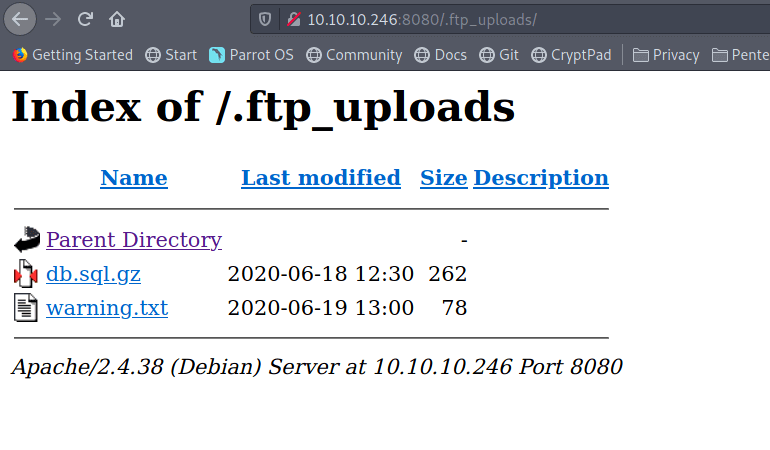 10.10.10.246:8080/.ftp_uploads/
Getting Started Start Parrot OS Community Docs Git CryptPad Privacy Pente
Index of /.ftp_uploads
Name Last modified Size Description
Parent Directory -
db.sql.gz 2020-06-18 12:30 262
warning.txt 2020-06-19 13:00 78
Apache/2.4.38 (Debian) Server at 10.10.10.246 Port 8080